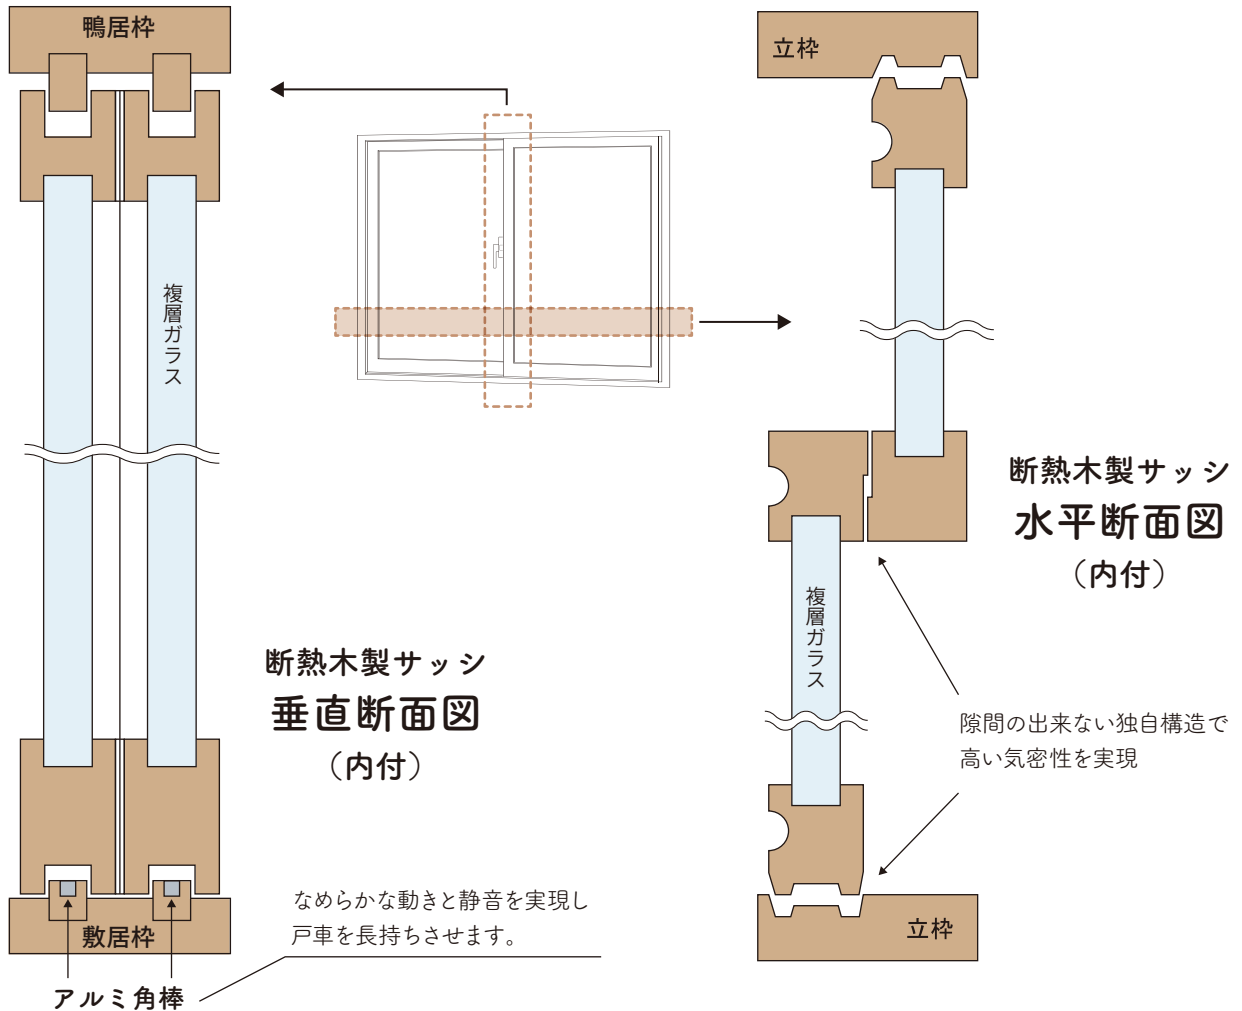 鴨居枠
複層ガラス
断熱木製サッシ
垂直断面図
（内付）
なめらかな動きと静音を実現し
戸車を長持ちさせます。
敷居枠
アルミ角棒
立枠
断熱木製サッシ
水平断面図
（内付）
複層ガラス
隙間の出来ない独自構造で
高い気密性を実現
立枠